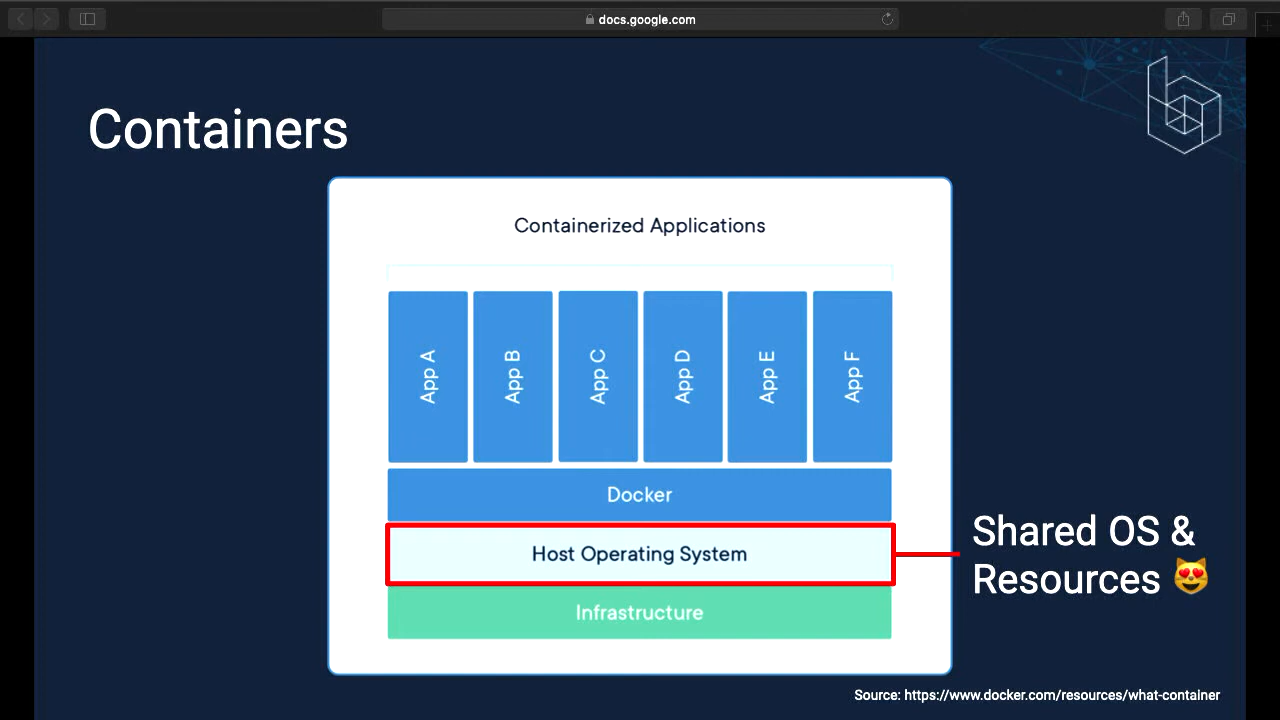 docs.google.com
Containers
Containerized Applications
App A
App B
App C
App D
App E
App F
Docker
Host Operating System
Infrastructure
Shared OS &
Resources 😻
Source: https://www.docker.com/resources/what-container